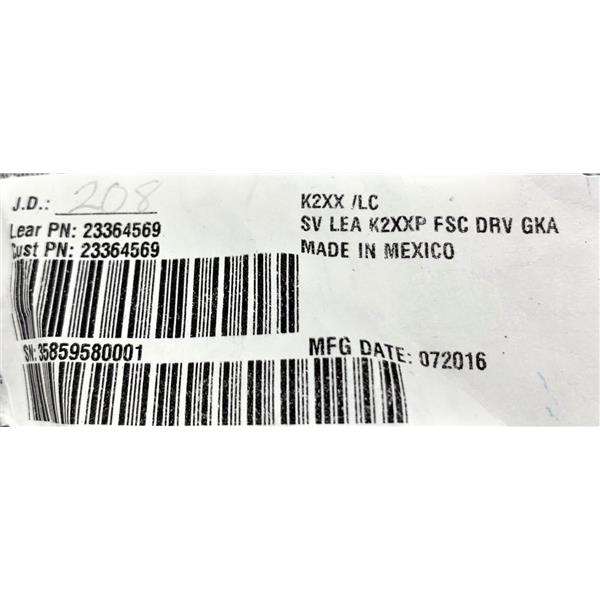 J.D.: 208
Lear PN: 23364569
Cust PN: 23364569
SN: 35859580001
K2XX /LC
SV LEA K2XXP FSC DRV GKA
MADE IN MEXICO
MFG DATE: 072016